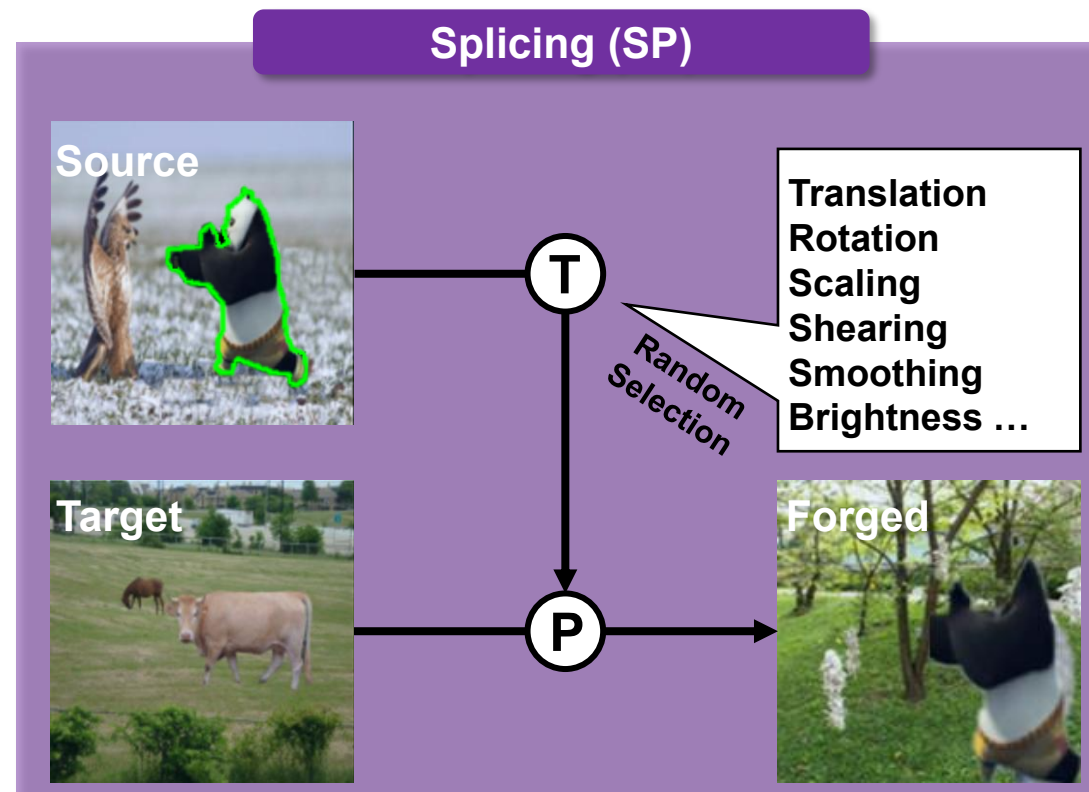 Splicing (SP)
Source
T
Translation
Rotation
Scaling
Shearing
Smoothing
Brightness …
Random
Selection
Target
P
Forged